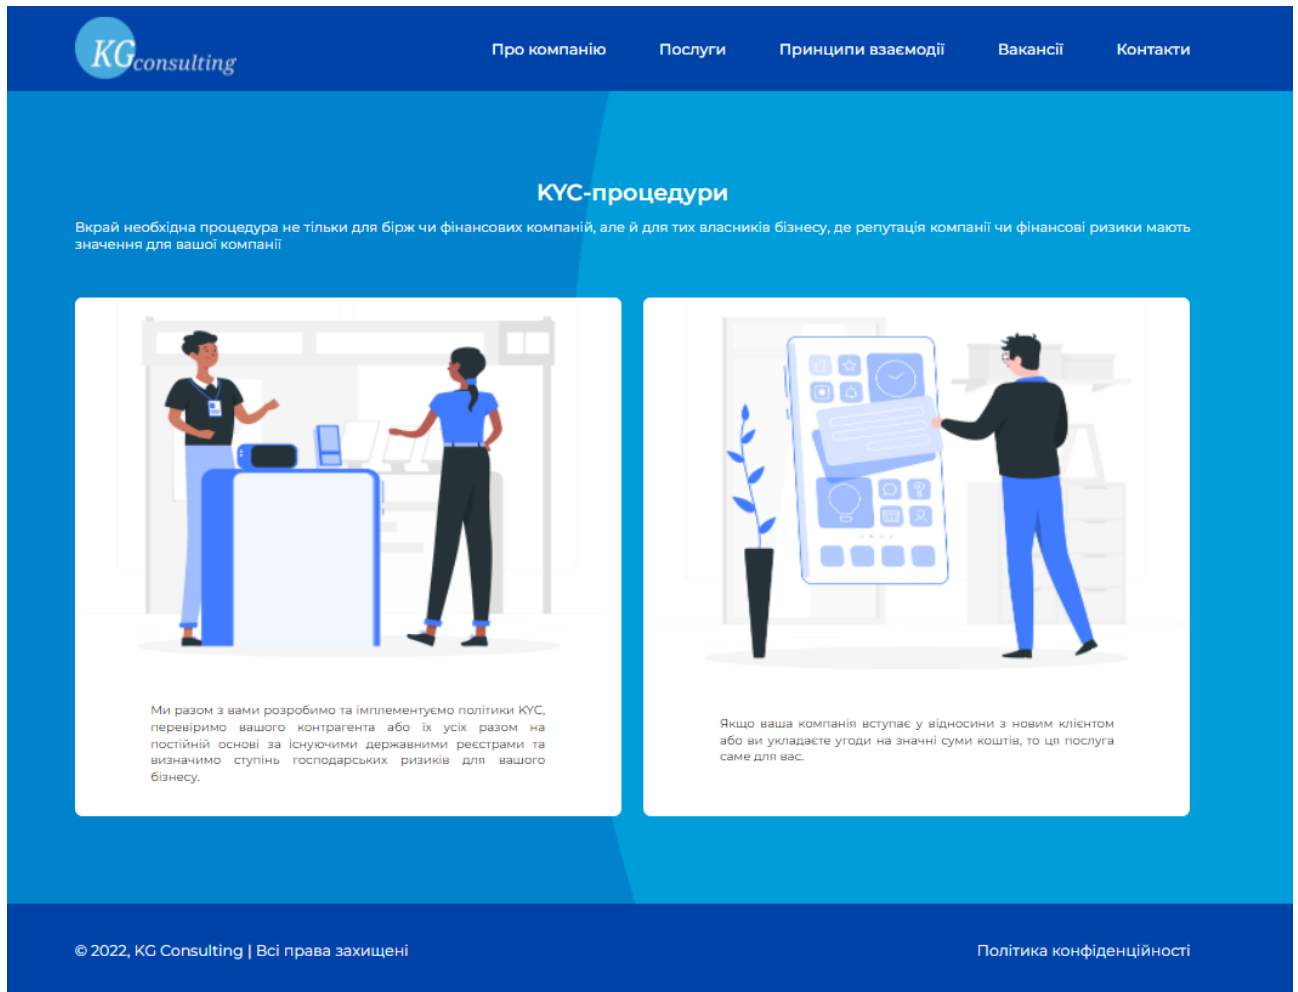 KG consulting
Про компанію Послуги Принципи взаємодії Вакансії Контакти
KYC-процедури
Вкрай необхідна процедура не тільки для бірж чи фінансових компаній, але й для тих власників бізнесу, де репутація компанії чи фінансові ризики мають
значення для вашої компанії
Ми разом з вами розробимо та імплементуємо політики KYC,
перевіримо вашого контрагента або їх усіх разом на
постійній основі за існуючими державними реєстрами та
визначимо ступінь господарських ризиків для вашого
бізнесу.
Якщо ваша компанія вступає у відносини з новим клієнтом
або ви укладаєте угоди на значні суми коштів, то ця послуга
саме для вас.
© 2022, KG Consulting | Всі права захищені
Політика конфіденційності